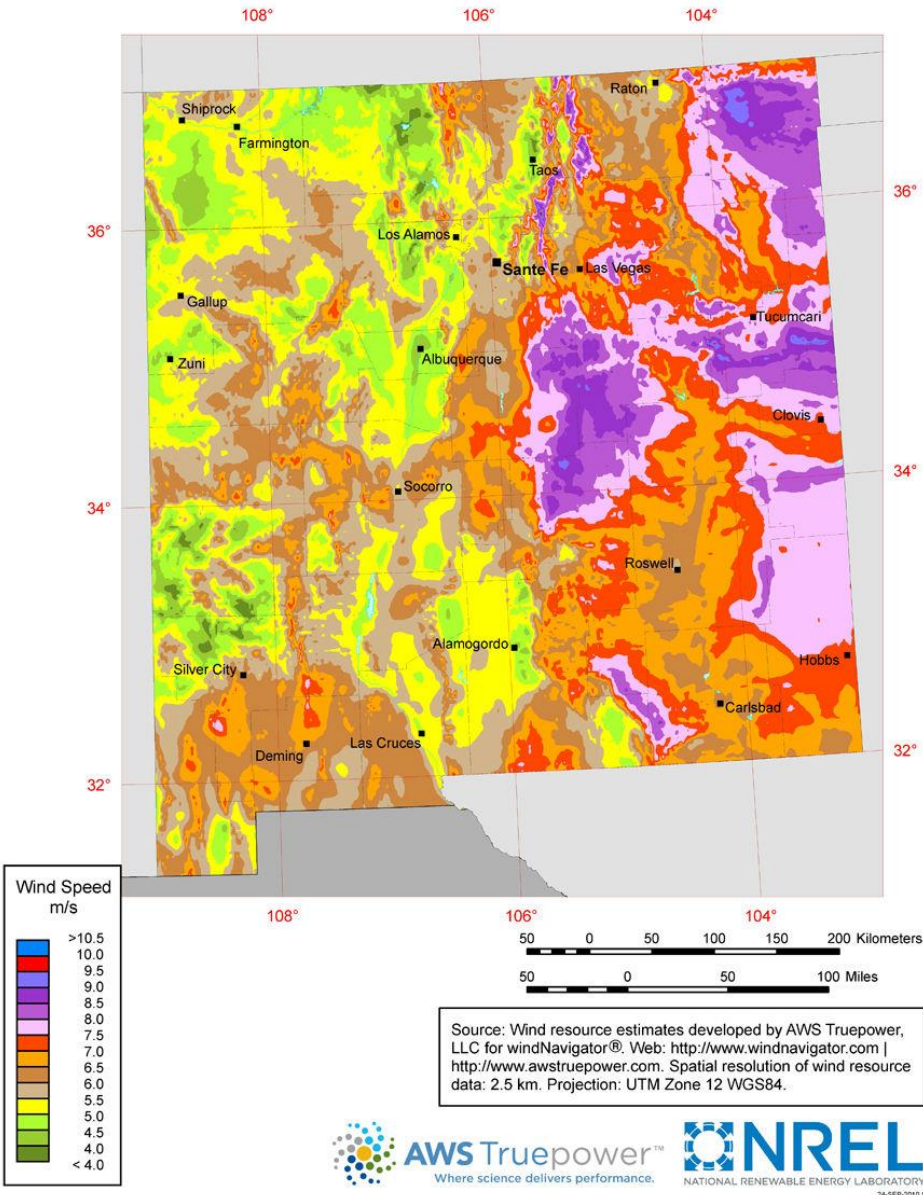 108°
106°
104°
Raton
Shiprock
Farmington
Taos
36°
36°
Los Alamos
Sante Fe
Las Vegas
Gallup
Tucumcari
Zuni
Albuquerque
Clovis
34°
34°
Socorro
Roswell
Alamogordo
Hobbs
Silver City
Carlsbad
Las Cruces
Deming
32°
32°
108°
106°
104°
Wind Speed
m/s
>10.5
10.0
9.5
9.0
8.5
8.0
7.5
7.0
6.5
6.0
5.5
5.0
4.5
4.0
< 4.0
50 0 50 100 150 200 Kilometers
50 0 50 100 Miles
Source: Wind resource estimates developed by AWS Truepower,
LLC for windNavigator®. Web: http://www.windnavigator.com |
http://www.awstruepower.com. Spatial resolution of wind resource
data: 2.5 km. Projection: UTM Zone 12 WGS84.
AWS Truepower™
Where science delivers performance.
NREL
NATIONAL RENEWABLE ENERGY LABORATORY